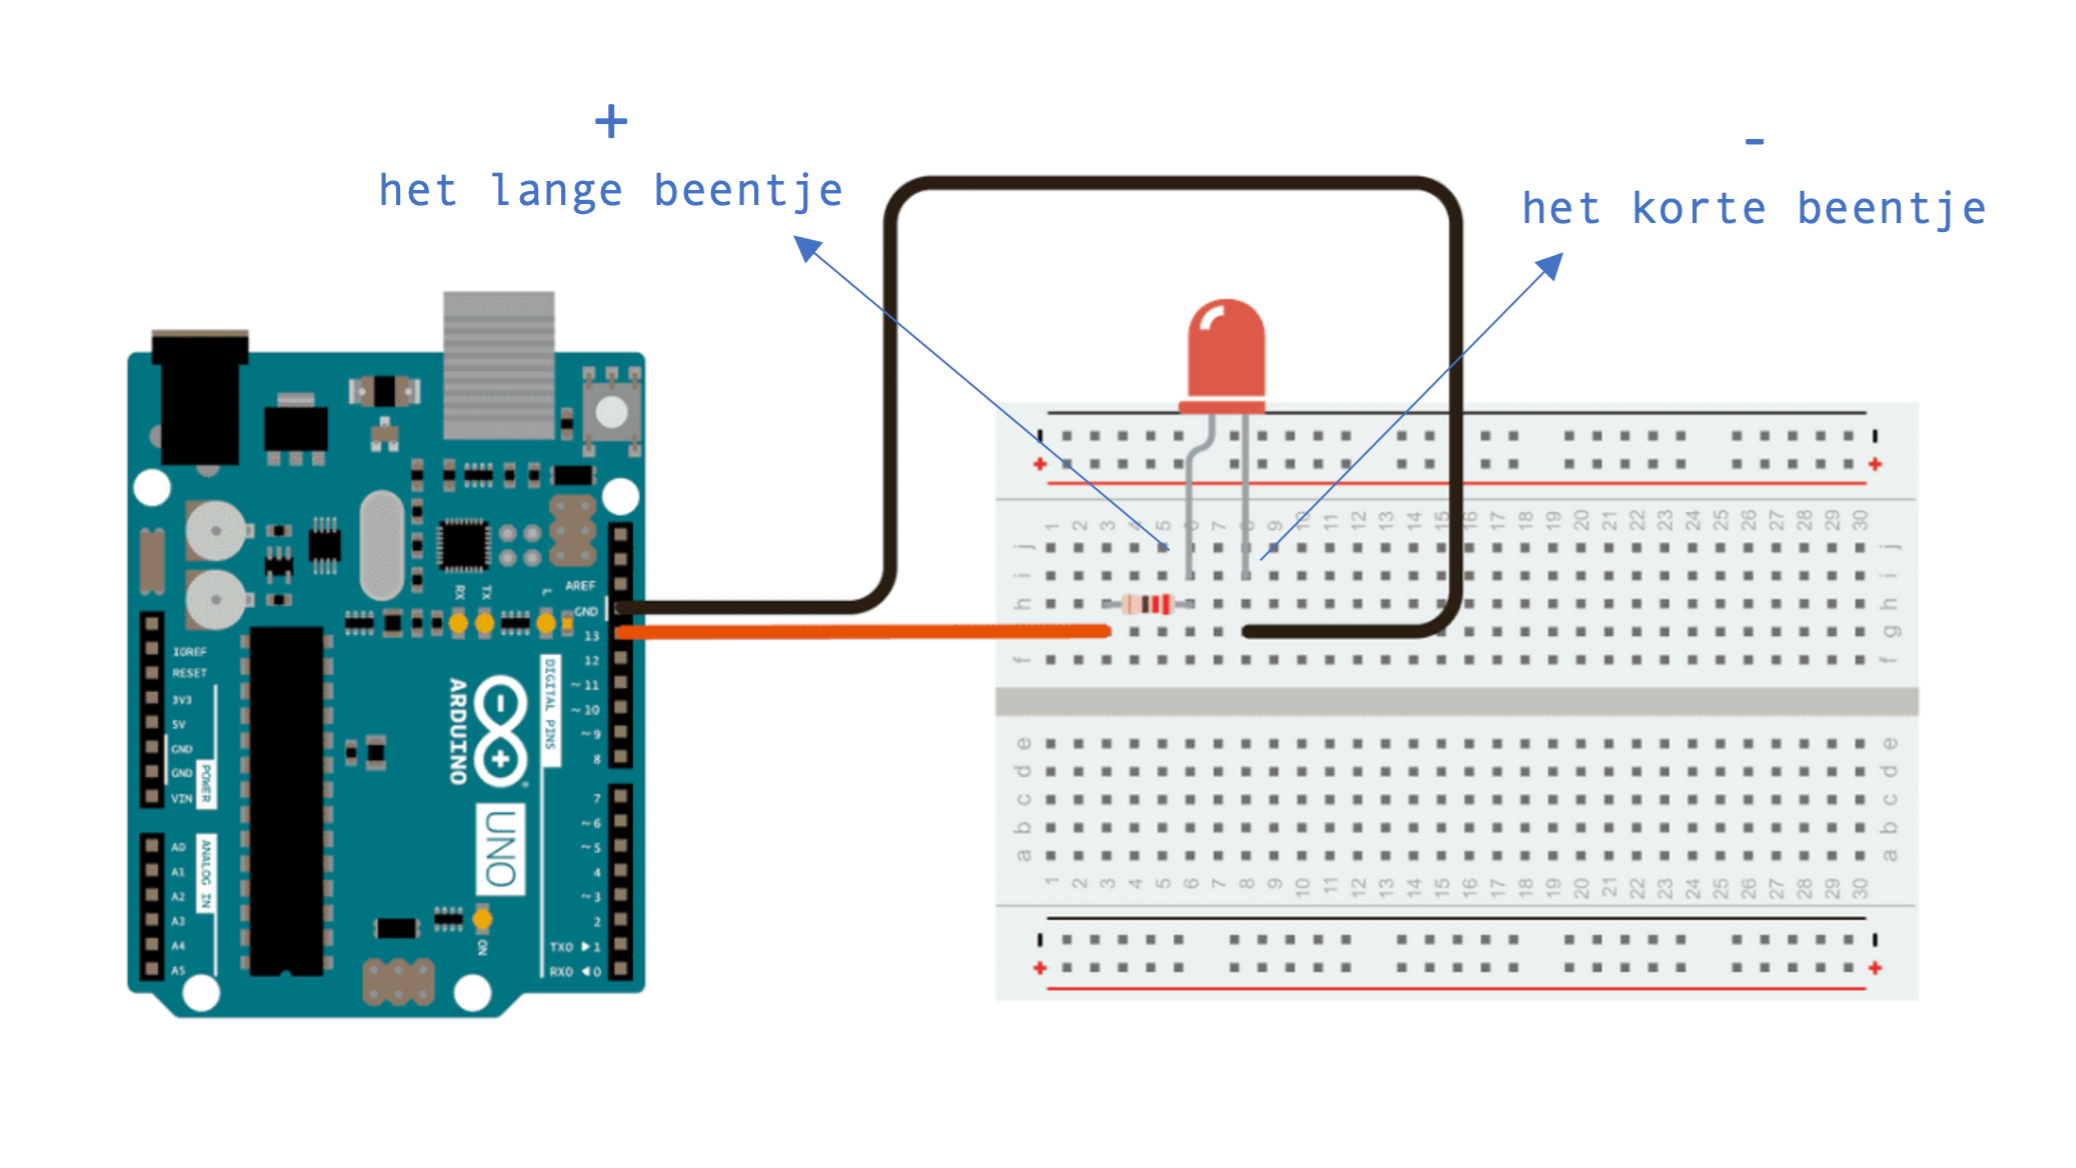 +
het lange beentje
-
het korte beentje
RX
TX
L
AREF
GND
13
12
~11
~10
~9
8
7
~6
~5
4
~3
2
TX0 ▶ 1
RX0 ◀ 0
IOREF
RESET
3V3
5V
GND
GND
VIN
POWER
A0
A1
A2
A3
A4
A5
ANALOG IN
DIGITAL PINS
ARDUINO
UNO
ON
- -
+ +
1 2 3 4 5 6 7 8 9 10 11 12 13 14 15 16 17 18 19 20 21 22 23 24 25 26 27 28 29 30
j j
i i
h h
g
f f
e e
d d
c c
b b
a a
1 2 3 4 5 6 7 8 9 10 11 12 13 14 15 16 17 18 19 20 21 22 23 24 25 26 27 28 29 30
- -
+ +